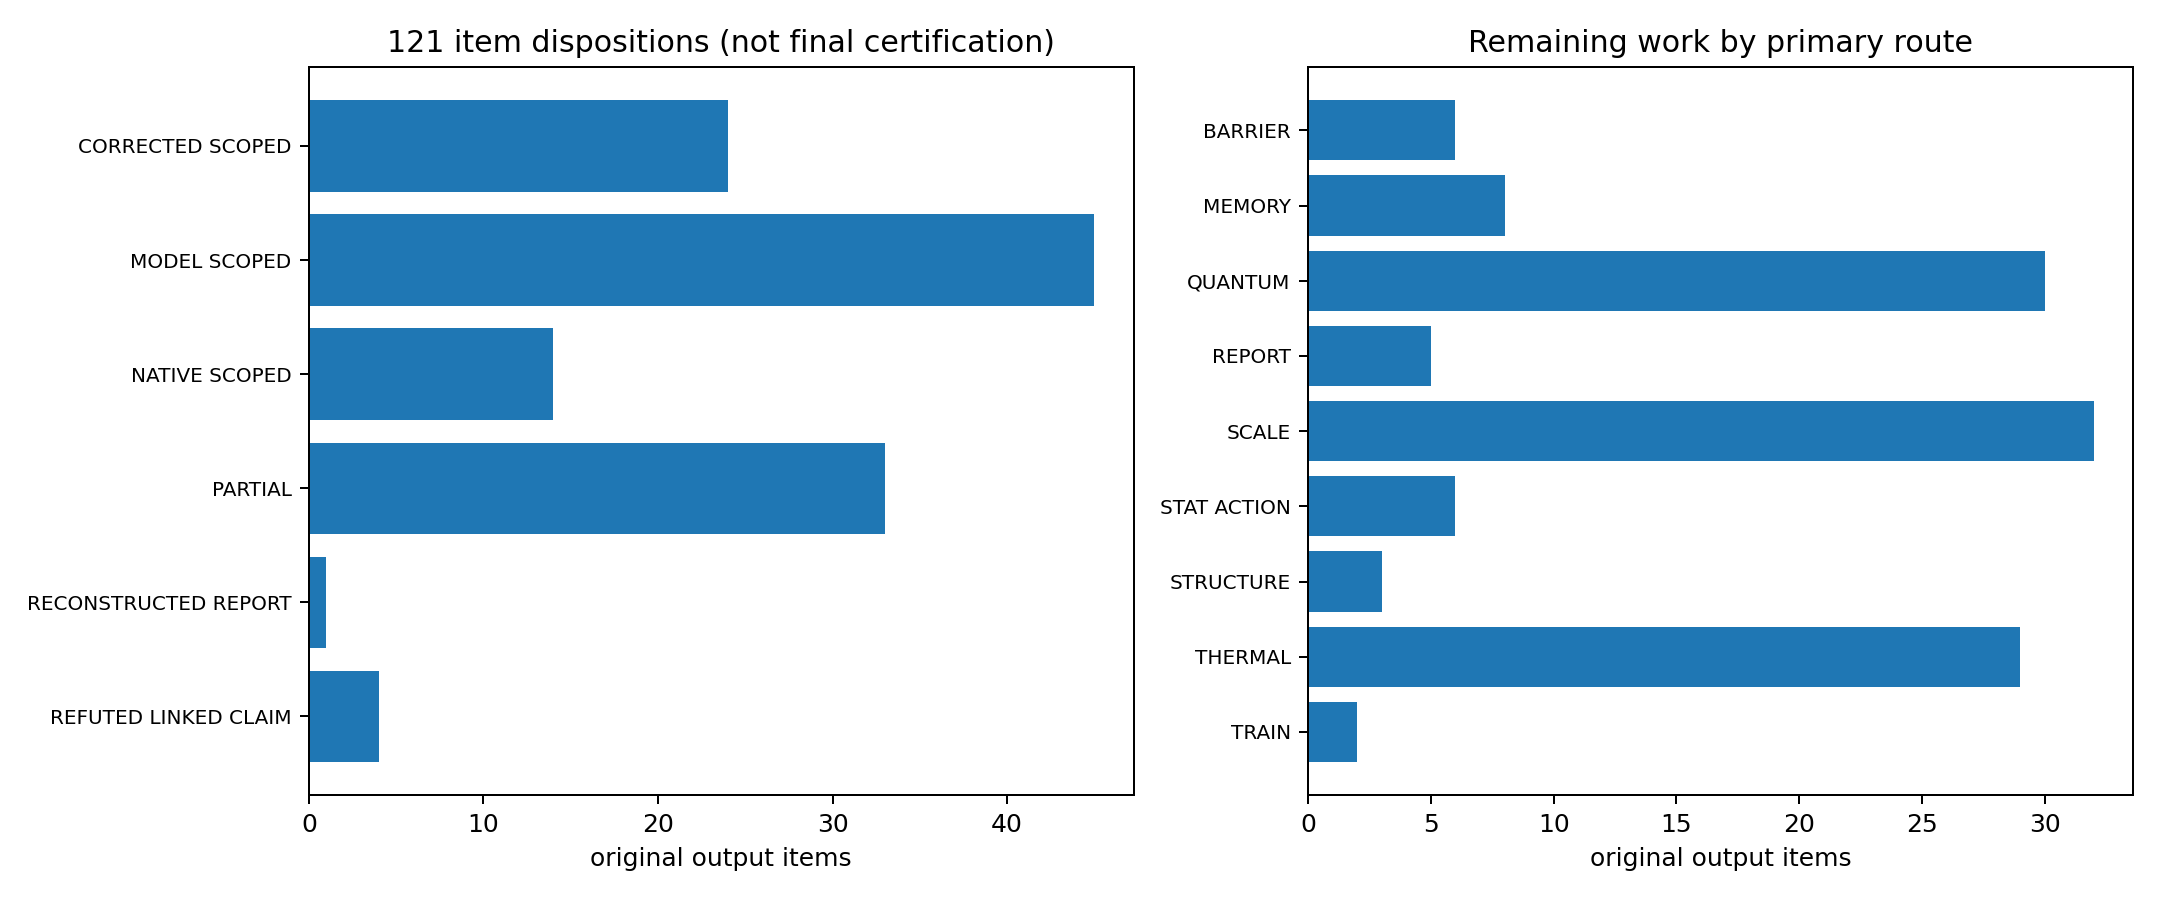 121 item dispositions (not final certification)
CORRECTED SCOPED
MODEL SCOPED
NATIVE SCOPED
PARTIAL
RECONSTRUCTED REPORT
REFUTED LINKED CLAIM
0 10 20 30 40
original output items
Remaining work by primary route
BARRIER
MEMORY
QUANTUM
REPORT
SCALE
STAT ACTION
STRUCTURE
THERMAL
TRAIN
0 5 10 15 20 25 30
original output items